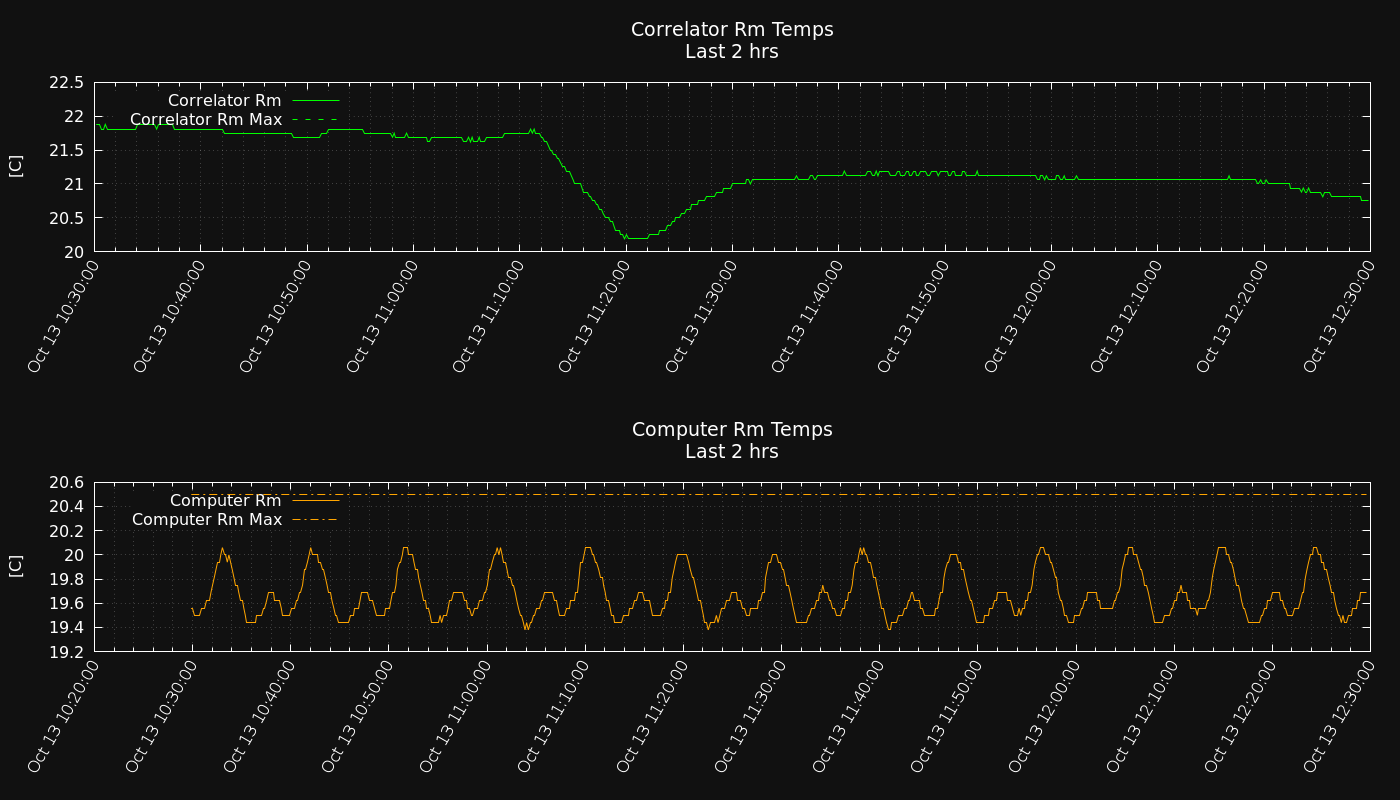 Correlator Rm Temps
Last 2 hrs
[C]
22.5
22
21.5
21
20.5
20
Correlator Rm
Correlator Rm Max
Oct 13 10:30:00
Oct 13 10:40:00
Oct 13 10:50:00
Oct 13 11:00:00
Oct 13 11:10:00
Oct 13 11:20:00
Oct 13 11:30:00
Oct 13 11:40:00
Oct 13 11:50:00
Oct 13 12:00:00
Oct 13 12:10:00
Oct 13 12:20:00
Oct 13 12:30:00
Computer Rm Temps
Last 2 hrs
[C]
20.6
20.4
20.2
20
19.8
19.6
19.4
19.2
Computer Rm
Computer Rm Max
Oct 13 10:20:00
Oct 13 10:30:00
Oct 13 10:40:00
Oct 13 10:50:00
Oct 13 11:00:00
Oct 13 11:10:00
Oct 13 11:20:00
Oct 13 11:30:00
Oct 13 11:40:00
Oct 13 11:50:00
Oct 13 12:00:00
Oct 13 12:10:00
Oct 13 12:20:00
Oct 13 12:30:00